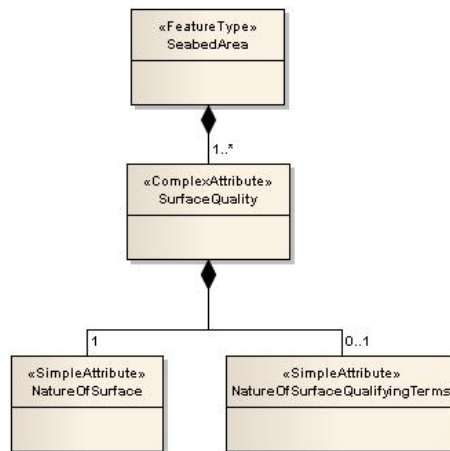 «FeatureType»
SeabedArea
1..*
«ComplexAttribute»
SurfaceQuality
1
0..1
«SimpleAttribute»
NatureOfSurface
«SimpleAttribute»
NatureOfSurfaceQualifyingTerms